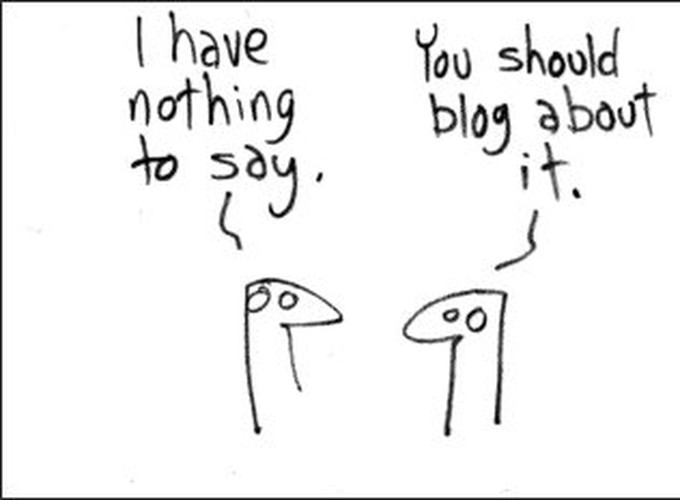 I have
nothing
to say.
You should
blog about
it.